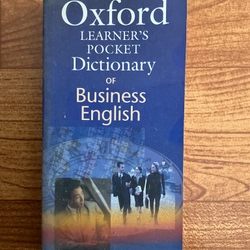 Oxford
LEARNER'S
POCKET
Dictionary
OF
Business
English